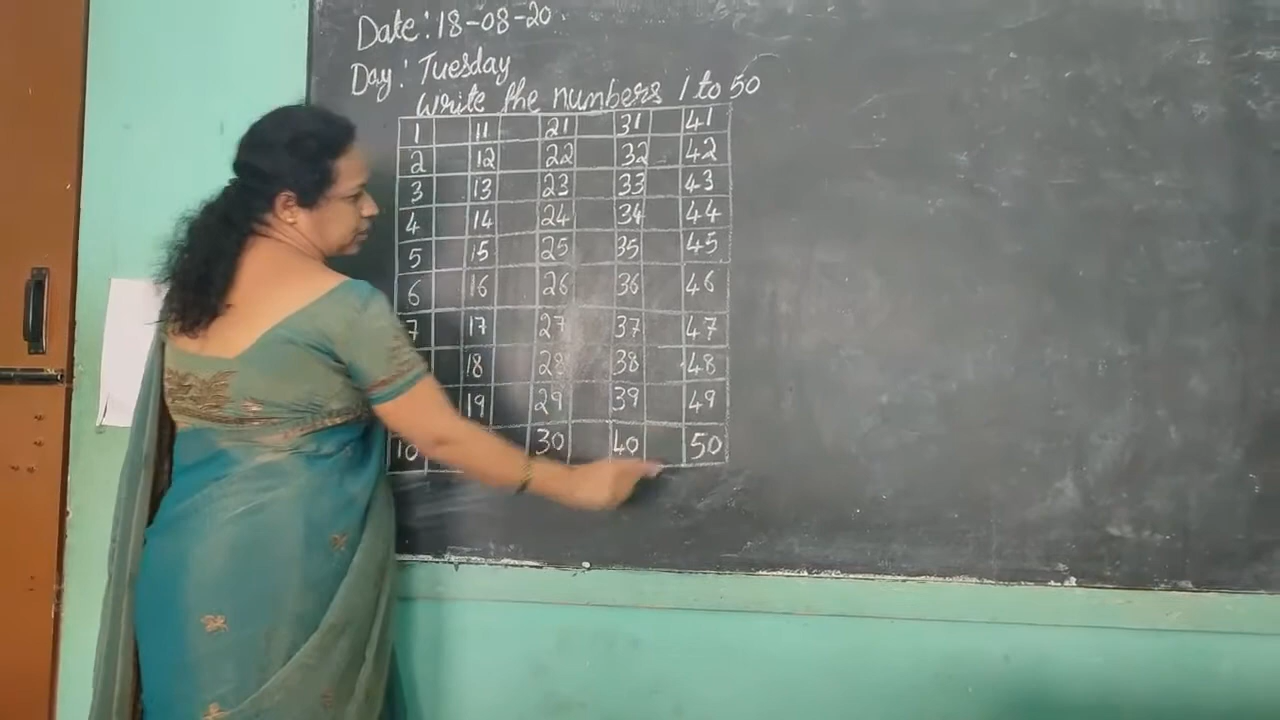 Date: 18-08-20.
Day: Tuesday
Write the numbers 1 to 50
1 11 21 31 41
2 12 22 32 42
3 13 23 33 43
4 14 24 34 44
5 15 25 35 45
6 16 26 36 46
7 17 27 37 47
18 28 38 48
19 29 39 49
10 30 40 50